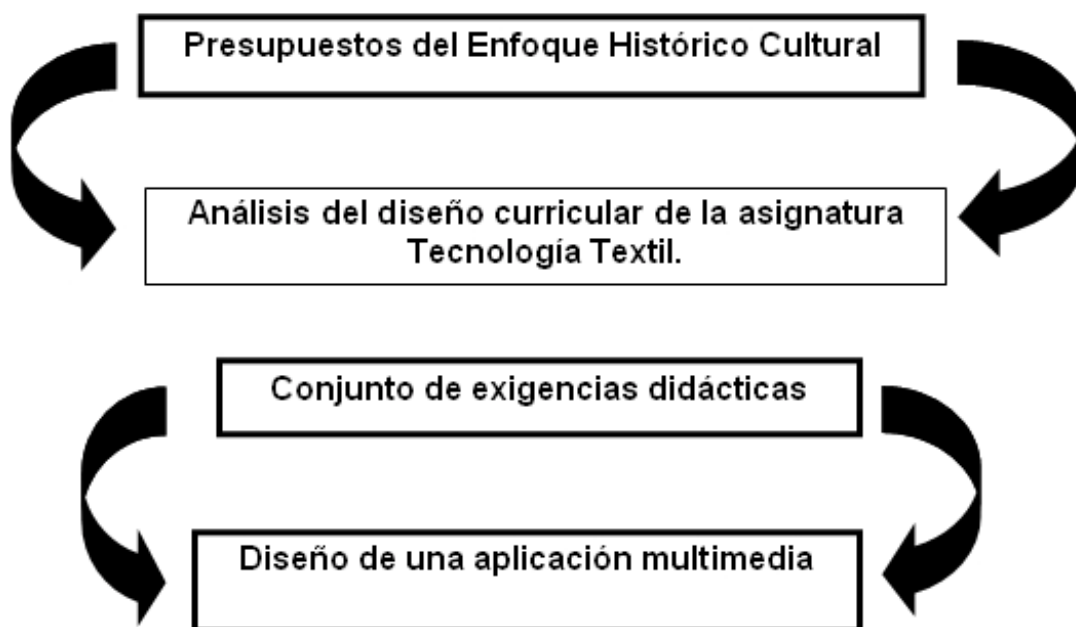 Presupuestos del Enfoque Histórico Cultural
Análisis del diseño curricular de la asignatura
Tecnología Textil.
Conjunto de exigencias didácticas
Diseño de una aplicación multimedia